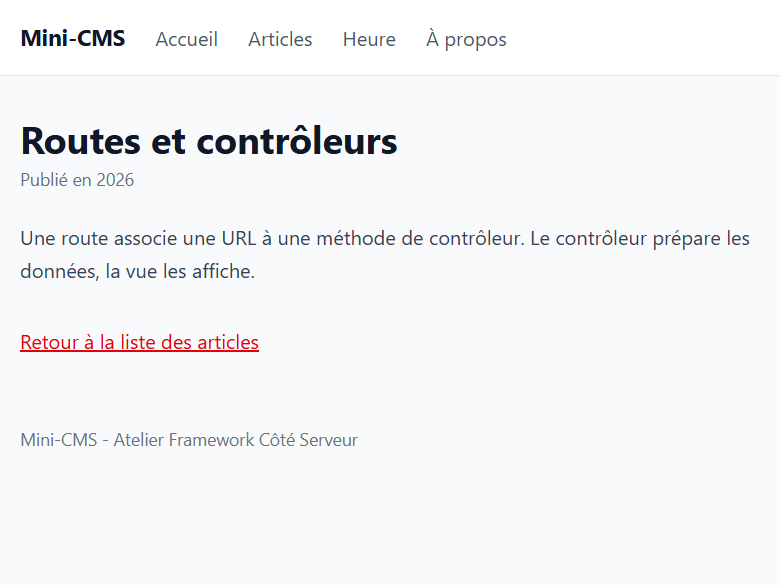 Mini-CMS Accueil Articles Heure À propos
Routes et contrôleurs
Publié en 2026
Une route associe une URL à une méthode de contrôleur. Le contrôleur prépare les
données, la vue les affiche.
Retour à la liste des articles
Mini-CMS - Atelier Framework Côté Serveur